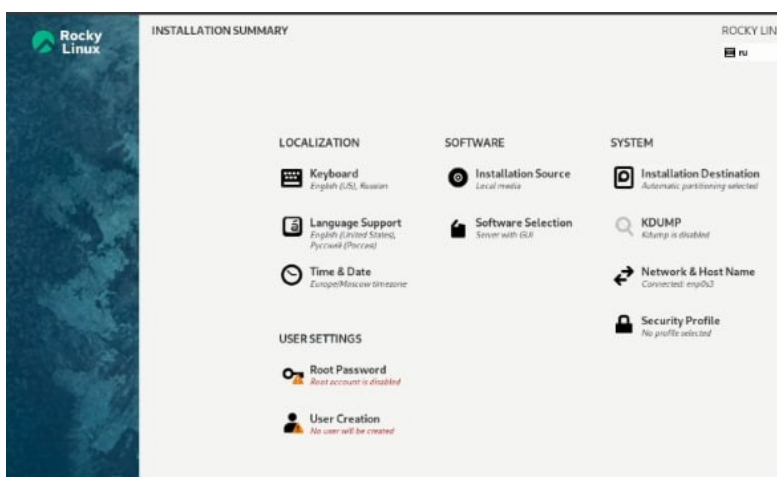 Rocky
Linux
INSTALLATION SUMMARY
ROCKY LIN
ru
LOCALIZATION
Keyboard
English (US), Russian
Language Support
English (United States),
Русский (Россия)
Time & Date
Europe/Moscow timezone
SOFTWARE
Installation Source
Local media
Software Selection
Server with GUI
SYSTEM
Installation Destination
Automatic partitioning selected
KDUMP
Kdump is disabled
Network & Host Name
Connected: enp0s3
Security Profile
No profile selected
USER SETTINGS
Root Password
Root account is disabled
User Creation
No user will be created